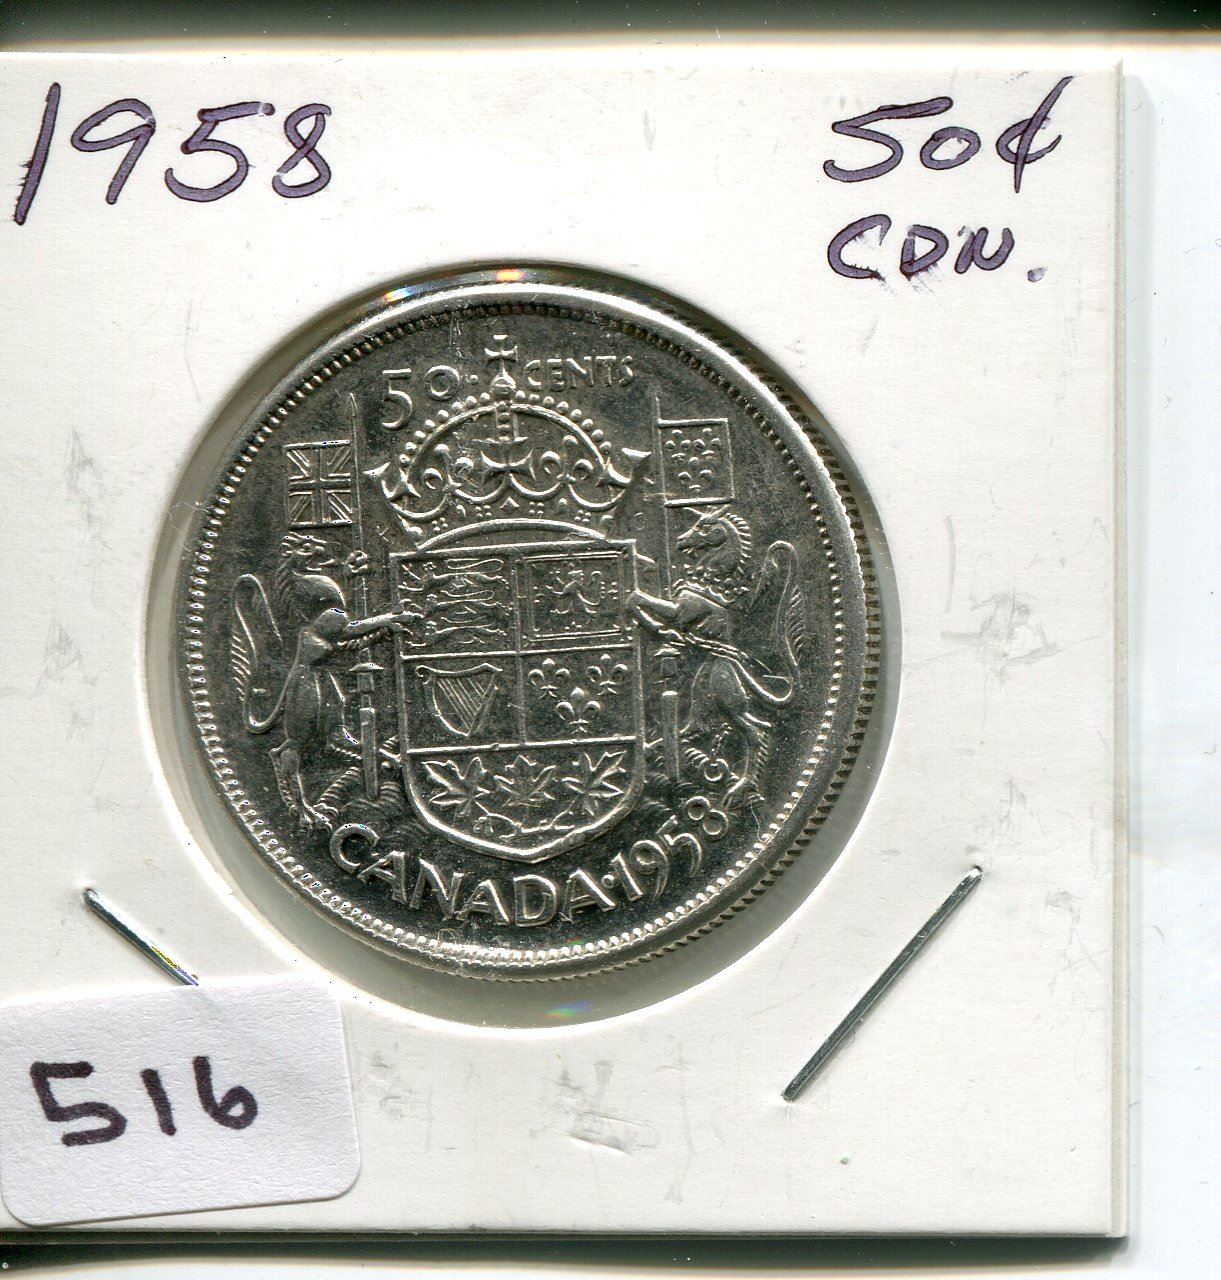 1958 50¢
CDN.
50 CENTS
CANADA · 1958
516